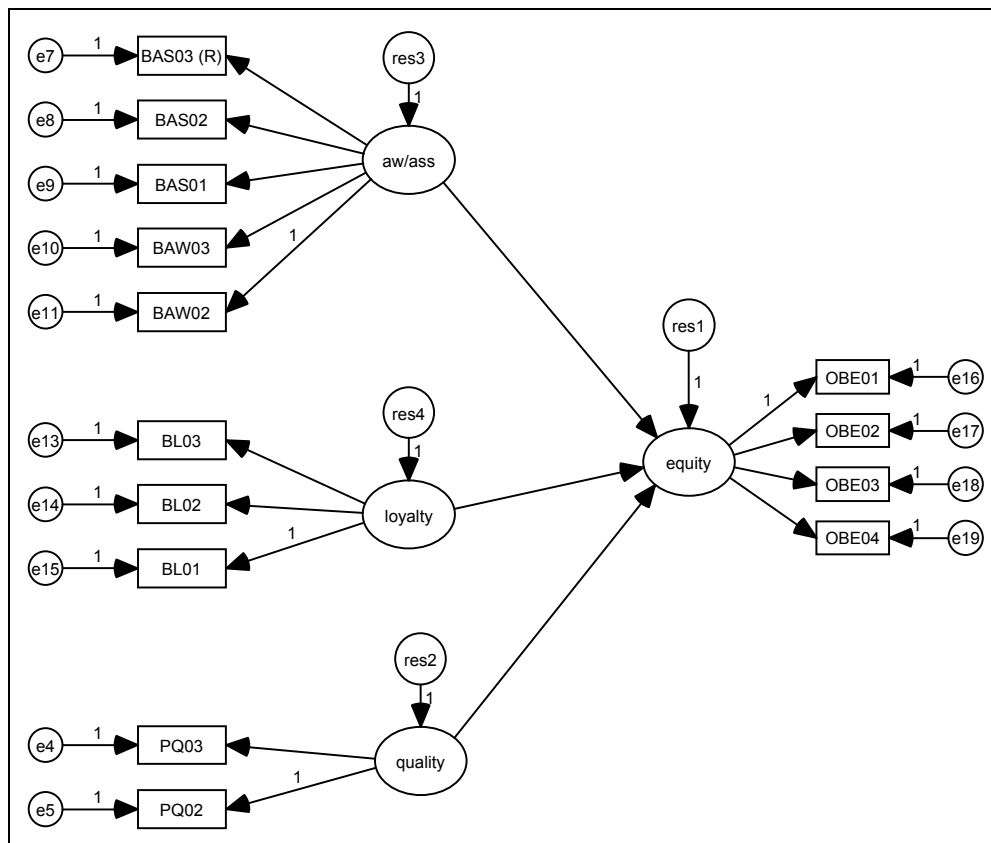 e7
1
BAS03 (R)
e8
1
BAS02
e9
1
BAS01
e10
1
BAW03
e11
1
BAW02
1
res3
1
aw/ass
e13
1
BL03
e14
1
BL02
e15
1
BL01
1
res4
1
loyalty
e4
1
PQ03
e5
1
PQ02
1
res2
1
quality
res1
1
equity
1
OBE01
1
e16
OBE02
1
e17
OBE03
1
e18
OBE04
1
e19